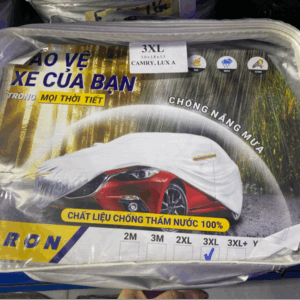 3XL
CAMRY, LUX A
ẢO VỆ
XE CỦA BẠN
TRONG MỌI THỜI TIẾT
CHỐNG NẮNG MƯA
CHẤT LIỆU CHỐNG THẤM NƯỚC 100%
RON
2M 3M 2XL 3XL 3XL+ Y